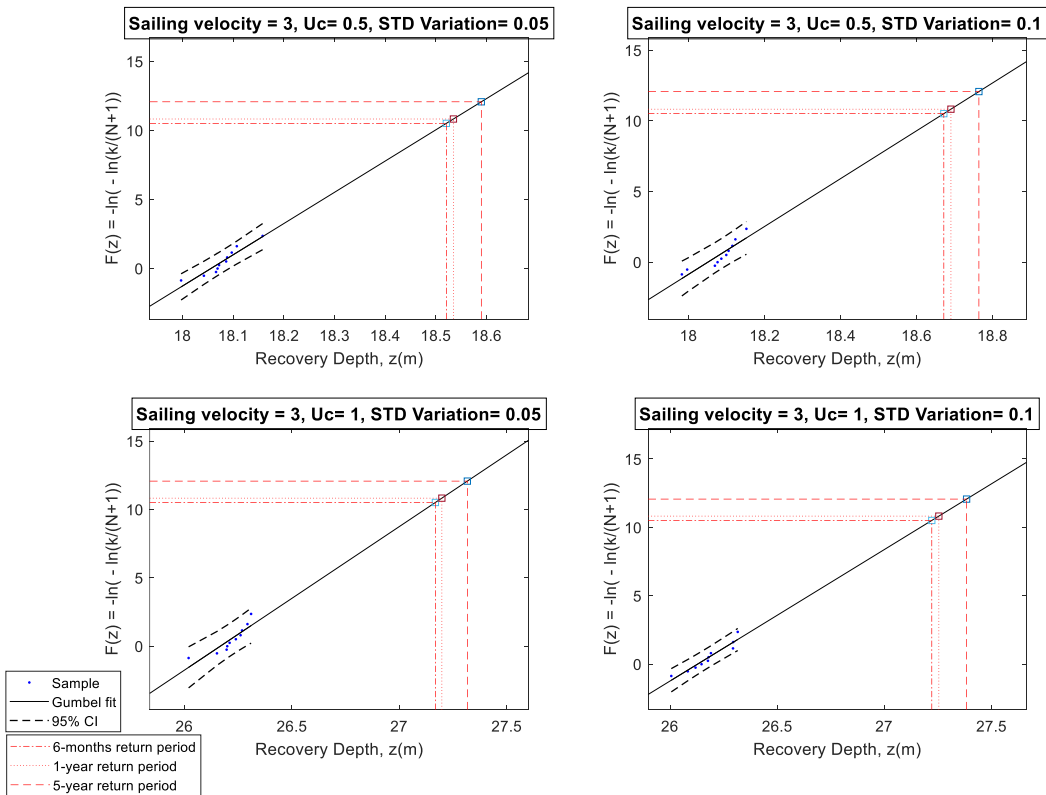 Sailing velocity = 3, Uc= 0.5, STD Variation= 0.05
15
10
5
0
F(z) = -ln( - ln(k/(N+1))
18 18.1 18.2 18.3 18.4 18.5 18.6
Recovery Depth, z(m)
Sailing velocity = 3, Uc= 0.5, STD Variation= 0.1
15
10
5
0
F(z) = -ln( - ln(k/(N+1))
18 18.2 18.4 18.6 18.8
Recovery Depth, z(m)
Sailing velocity = 3, Uc= 1, STD Variation= 0.05
15
10
5
0
F(z) = -ln( - ln(k/(N+1))
26 26.5 27 27.5
Recovery Depth, z(m)
Sailing velocity = 3, Uc= 1, STD Variation= 0.1
15
10
5
0
F(z) = -ln( - ln(k/(N+1))
26 26.5 27 27.5
Recovery Depth, z(m)
Sample
Gumbel fit
95% CI
6-months return period
1-year return period
5-year return period